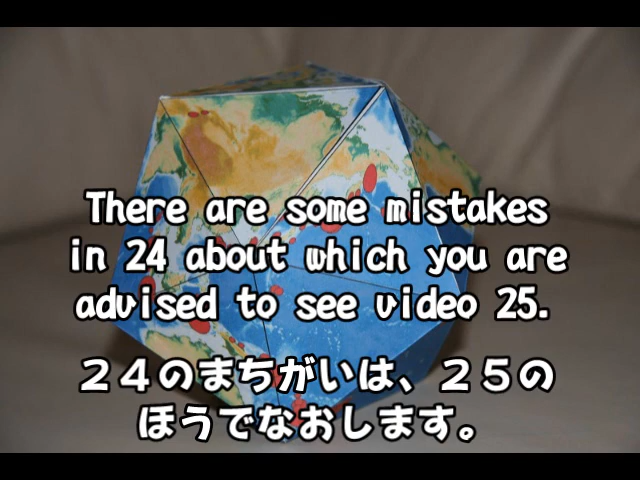 There are some mistakes
in 24 about which you are
advised to see video 25.
２４のまちがいは、２５の
ほうでなおします。